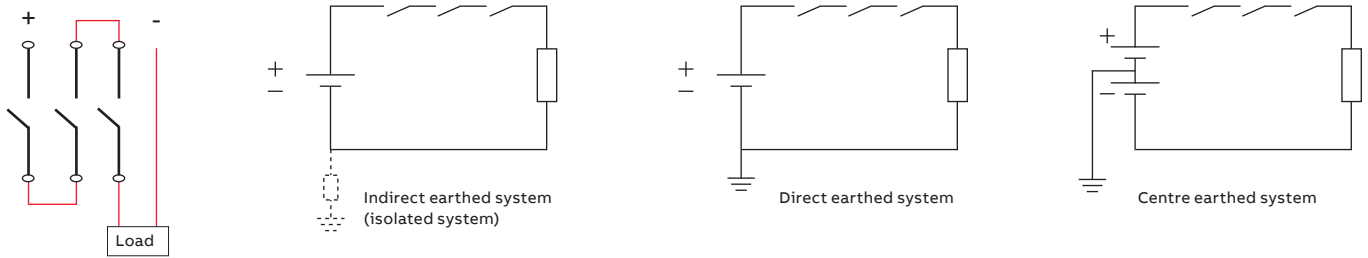 + -
Load
+
−
Indirect earthed system
(isolated system)
+
−
Direct earthed system
+
−
Centre earthed system